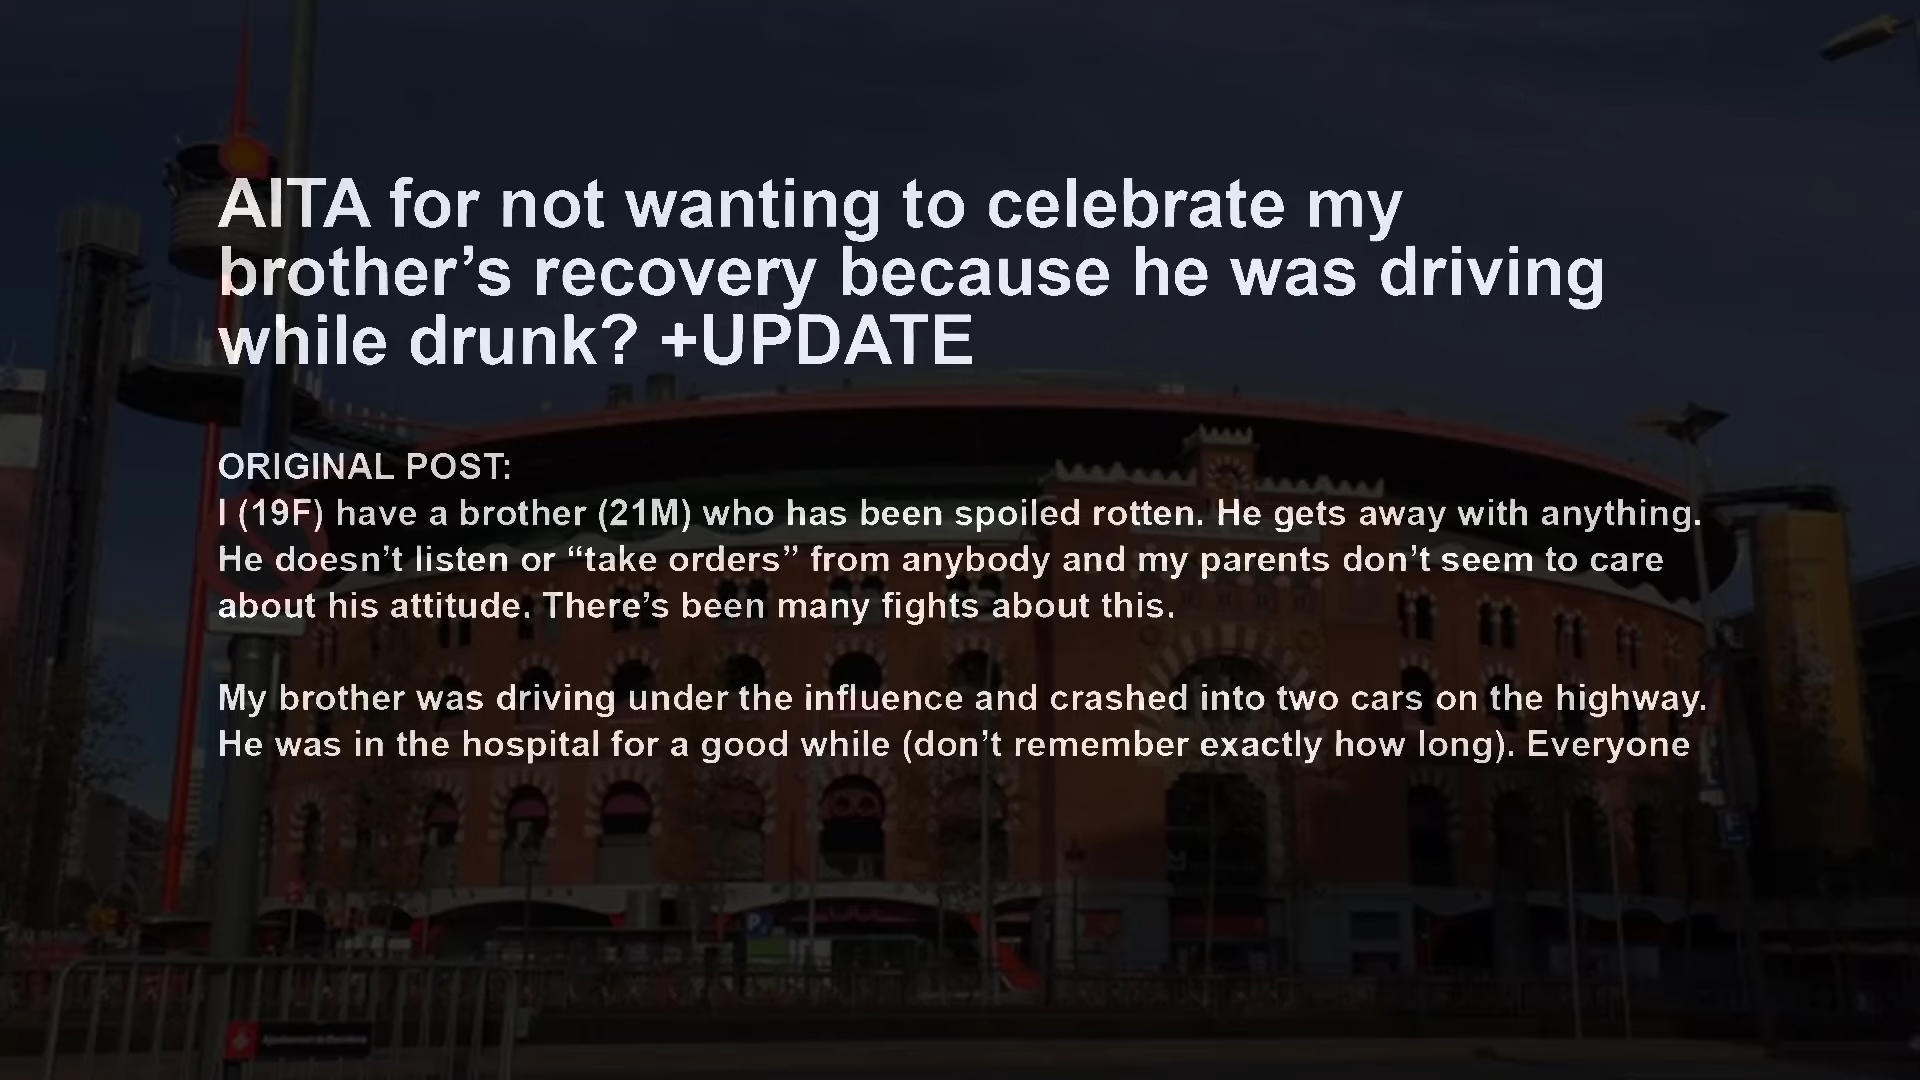 AITA for not wanting to celebrate my
brother’s recovery because he was driving
while drunk? +UPDATE
ORIGINAL POST:
I (19F) have a brother (21M) who has been spoiled rotten. He gets away with anything.
He doesn’t listen or “take orders” from anybody and my parents don’t seem to care
about his attitude. There’s been many fights about this.
My brother was driving under the influence and crashed into two cars on the highway.
He was in the hospital for a good while (don’t remember exactly how long). Everyone